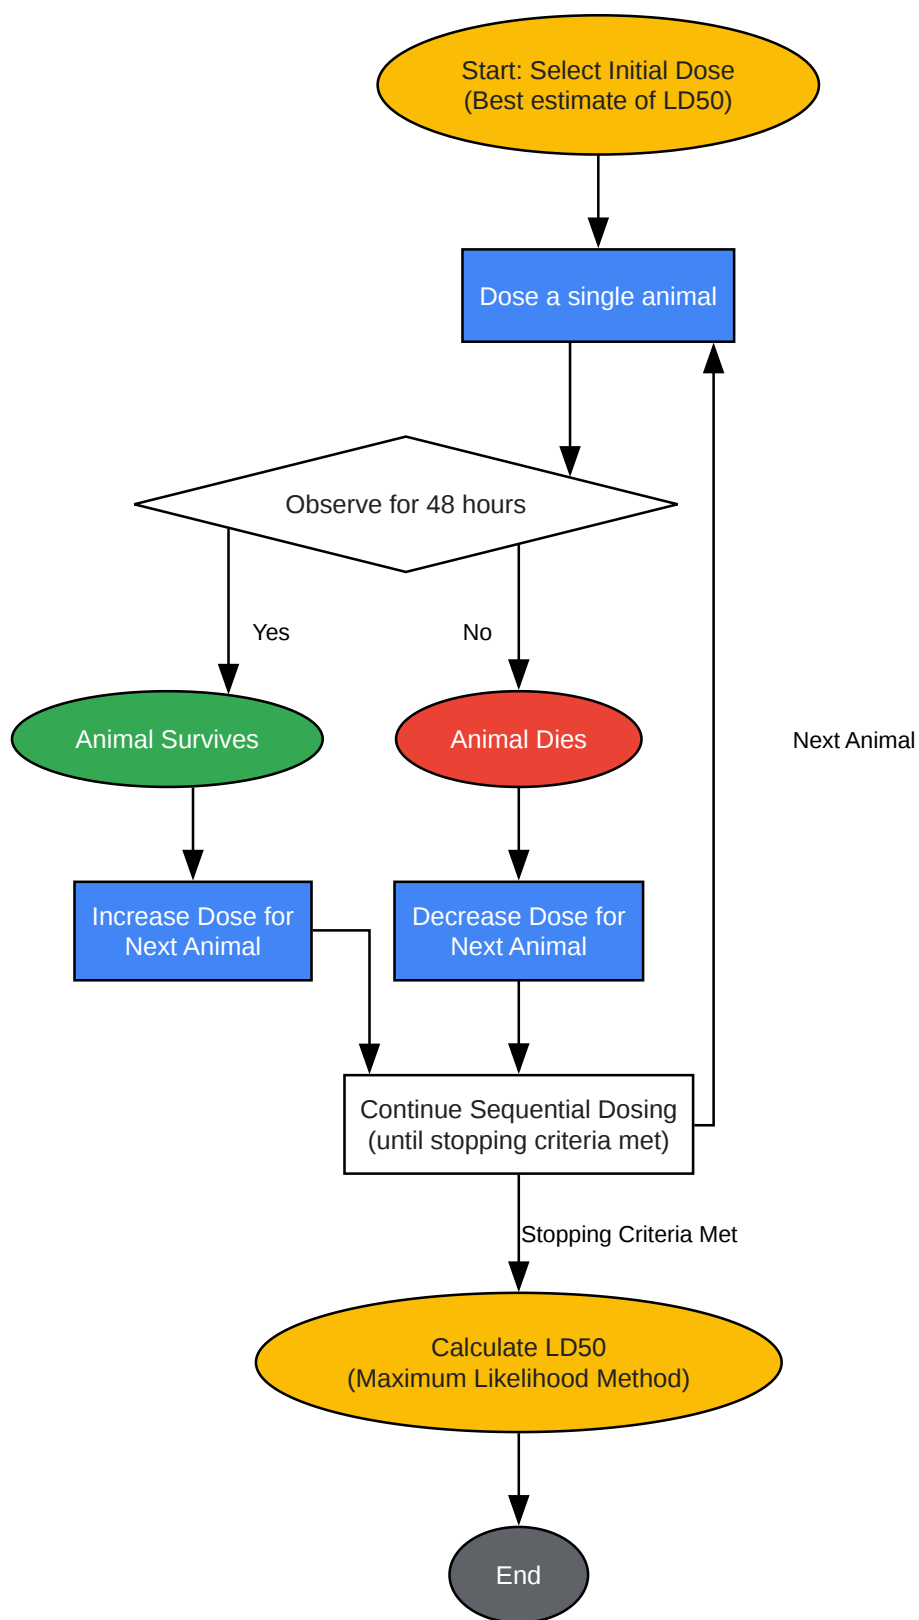 Start: Select Initial Dose
(Best estimate of LD50)
Dose a single animal
Observe for 48 hours
Yes
No
Animal Survives
Animal Dies
Next Animal
Increase Dose for
Next Animal
Decrease Dose for
Next Animal
Continue Sequential Dosing
(until stopping criteria met)
Stopping Criteria Met
Calculate LD50
(Maximum Likelihood Method)
End